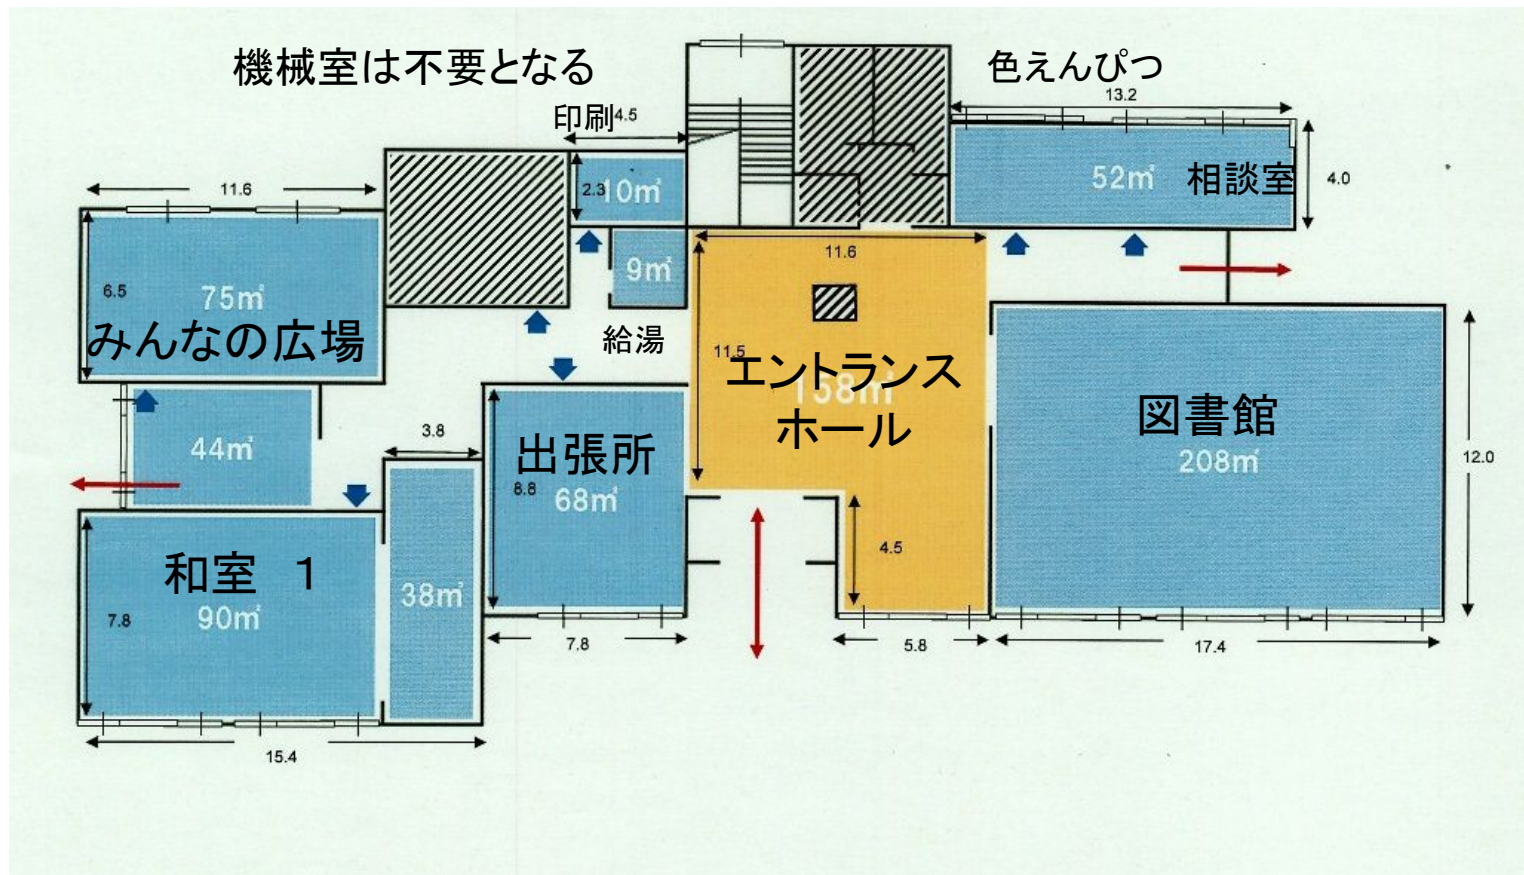 機械室は不要となる
色えんぴつ
13.2
印刷
4.5
2.3
10㎡
52㎡
相談室
4.0
11.6
6.5
75㎡
みんなの広場
9㎡
給湯
11.6
11.5
エントランス
158㎡
ホール
図書館
208㎡
12.0
44㎡
3.8
出張所
8.8
68㎡
4.5
和室 1
90㎡
7.8
38㎡
7.8
5.8
17.4
15.4